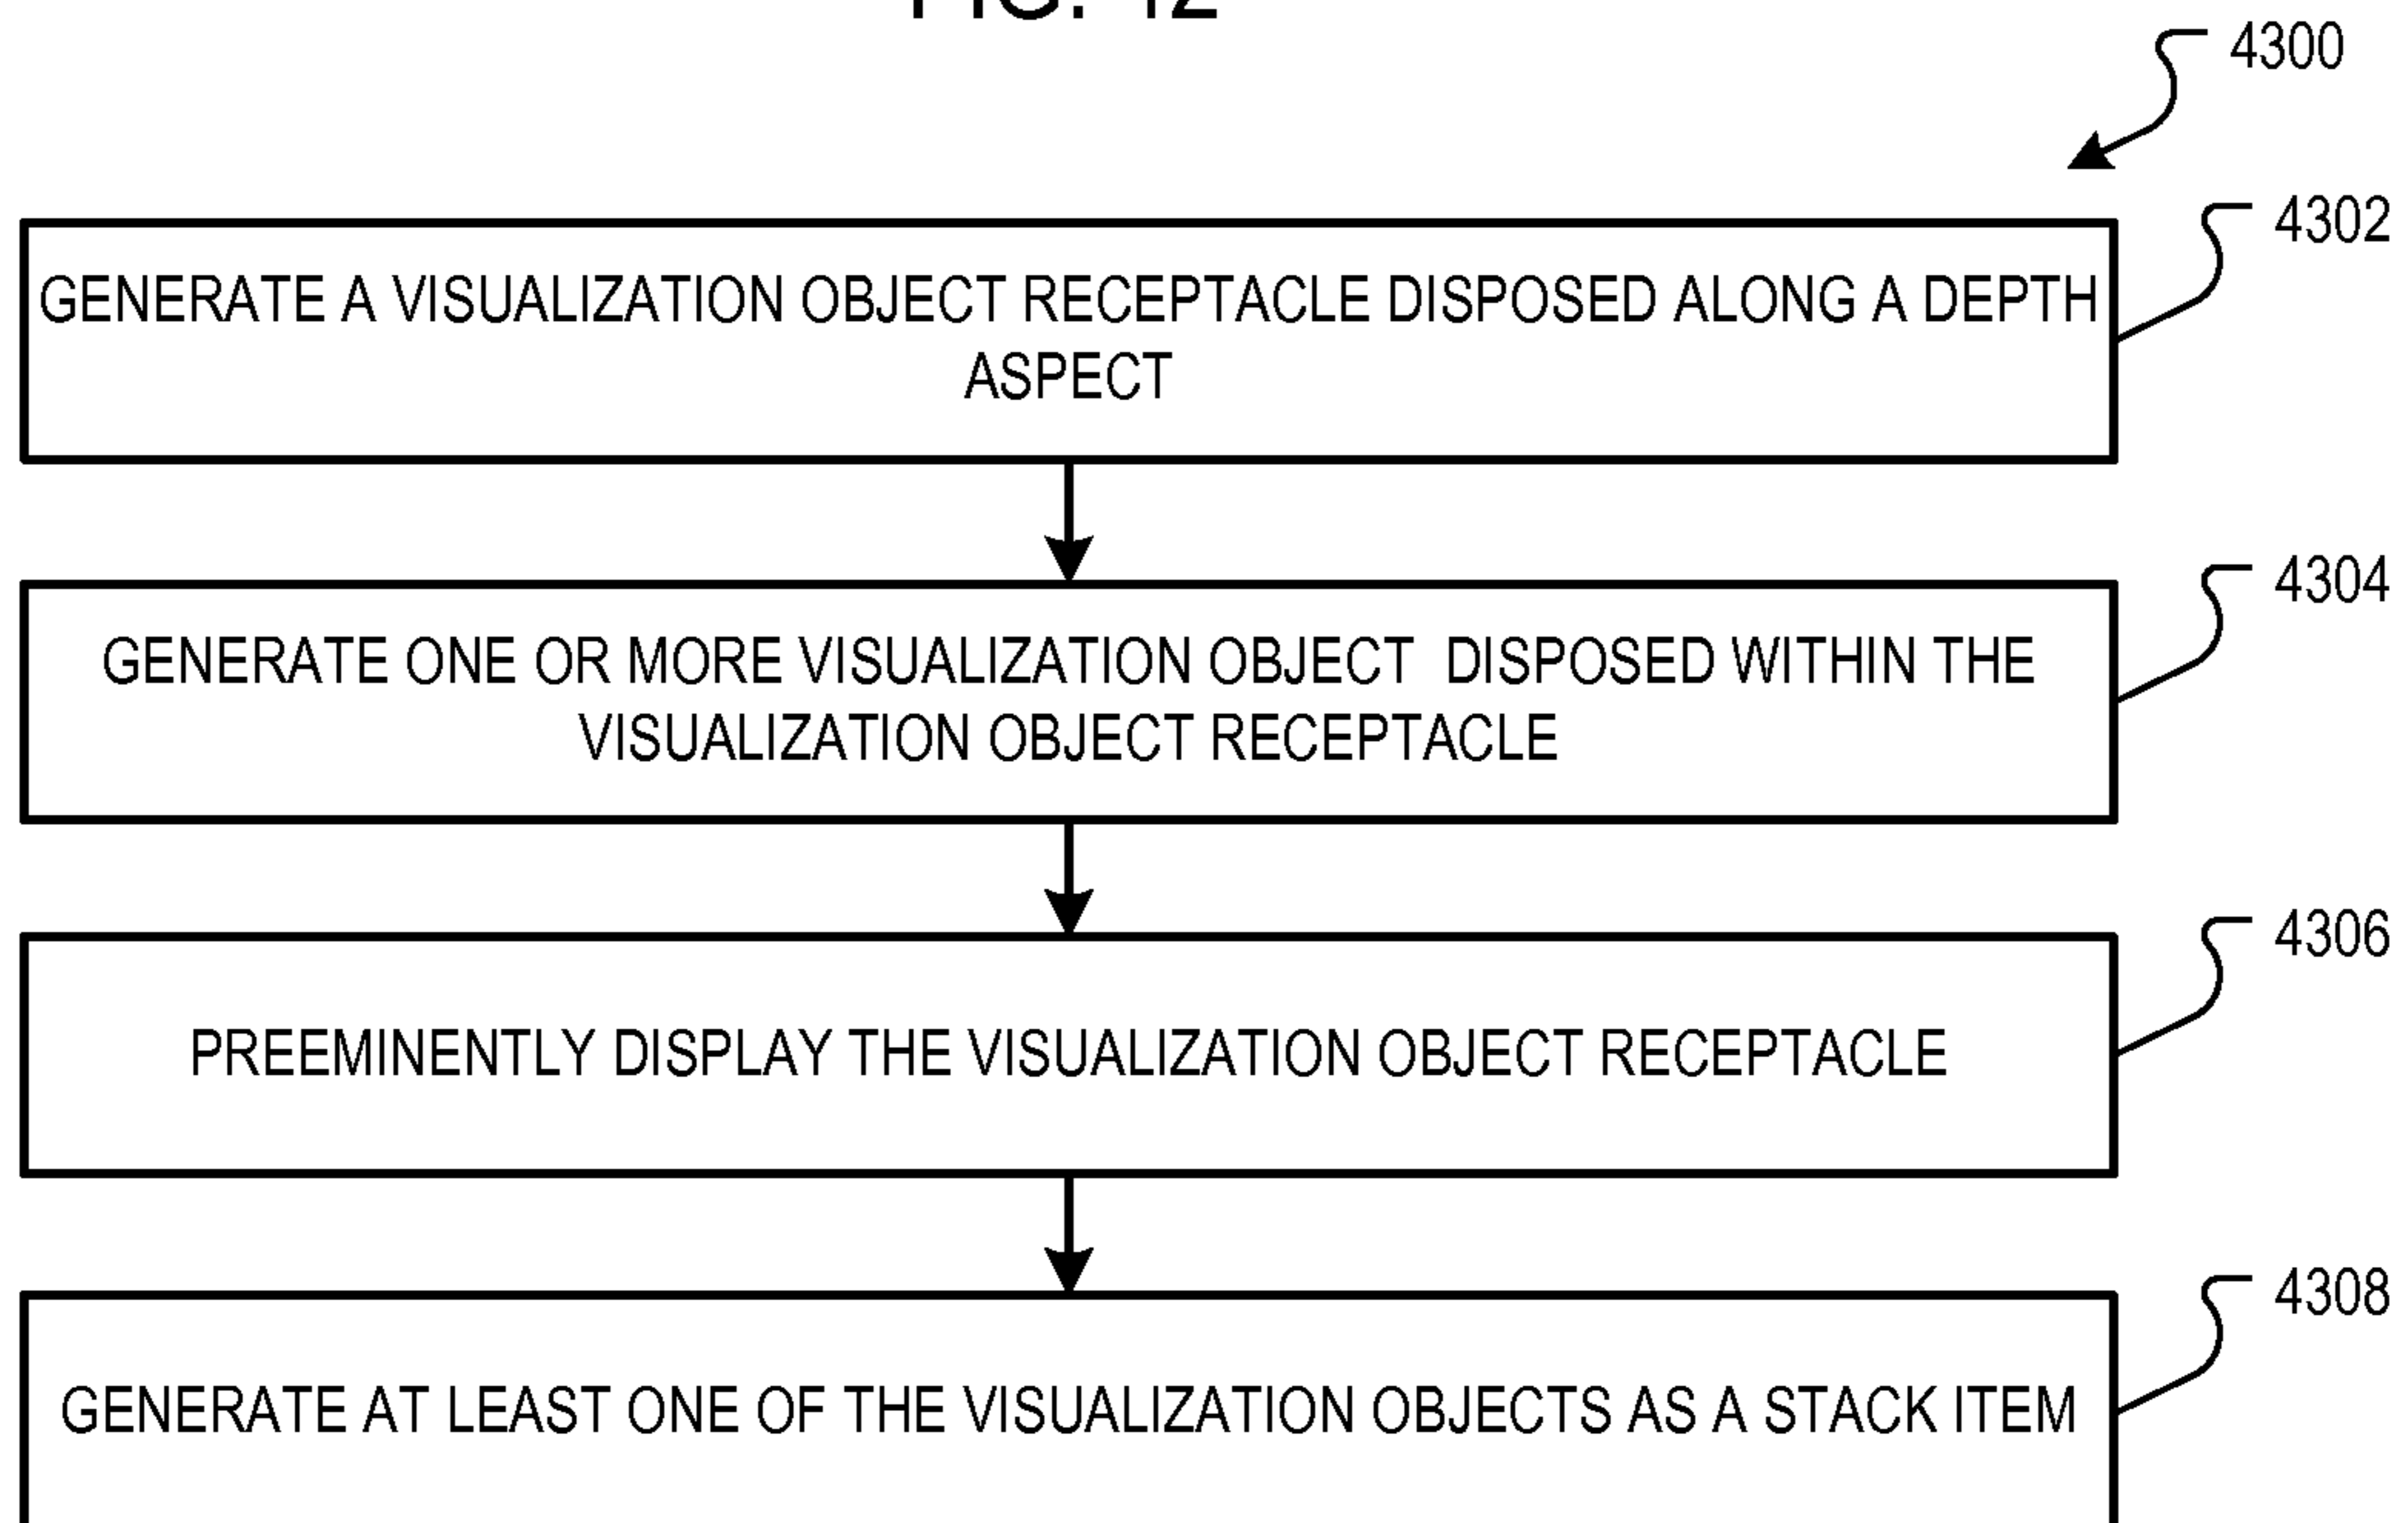 FIG. 42
4300
4302
GENERATE A VISUALIZATION OBJECT RECEPTACLE DISPOSED ALONG A DEPTH
ASPECT
4304
GENERATE ONE OR MORE VISUALIZATION OBJECT DISPOSED WITHIN THE
VISUALIZATION OBJECT RECEPTACLE
4306
PREEMINENTLY DISPLAY THE VISUALIZATION OBJECT RECEPTACLE
4308
GENERATE AT LEAST ONE OF THE VISUALIZATION OBJECTS AS A STACK ITEM